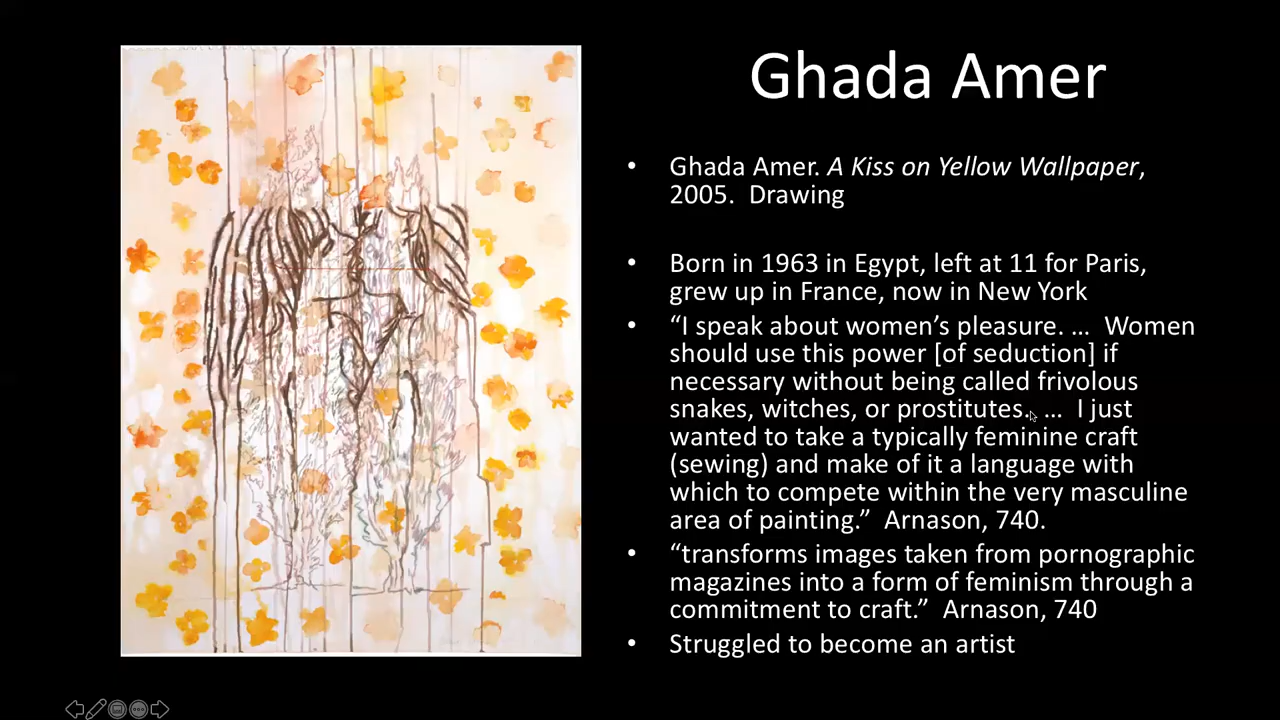 Ghada Amer
• Ghada Amer. A Kiss on Yellow Wallpaper,
2005.  Drawing
• Born in 1963 in Egypt, left at 11 for Paris,
grew up in France, now in New York
• “I speak about women’s pleasure. …  Women
should use this power [of seduction] if
necessary without being called frivolous
snakes, witches, or prostitutes. …  I just
wanted to take a typically feminine craft
(sewing) and make of it a language with
which to compete within the very masculine
area of painting.”  Arnason, 740.
• “transforms images taken from pornographic
magazines into a form of feminism through a
commitment to craft.”  Arnason, 740
• Struggled to become an artist